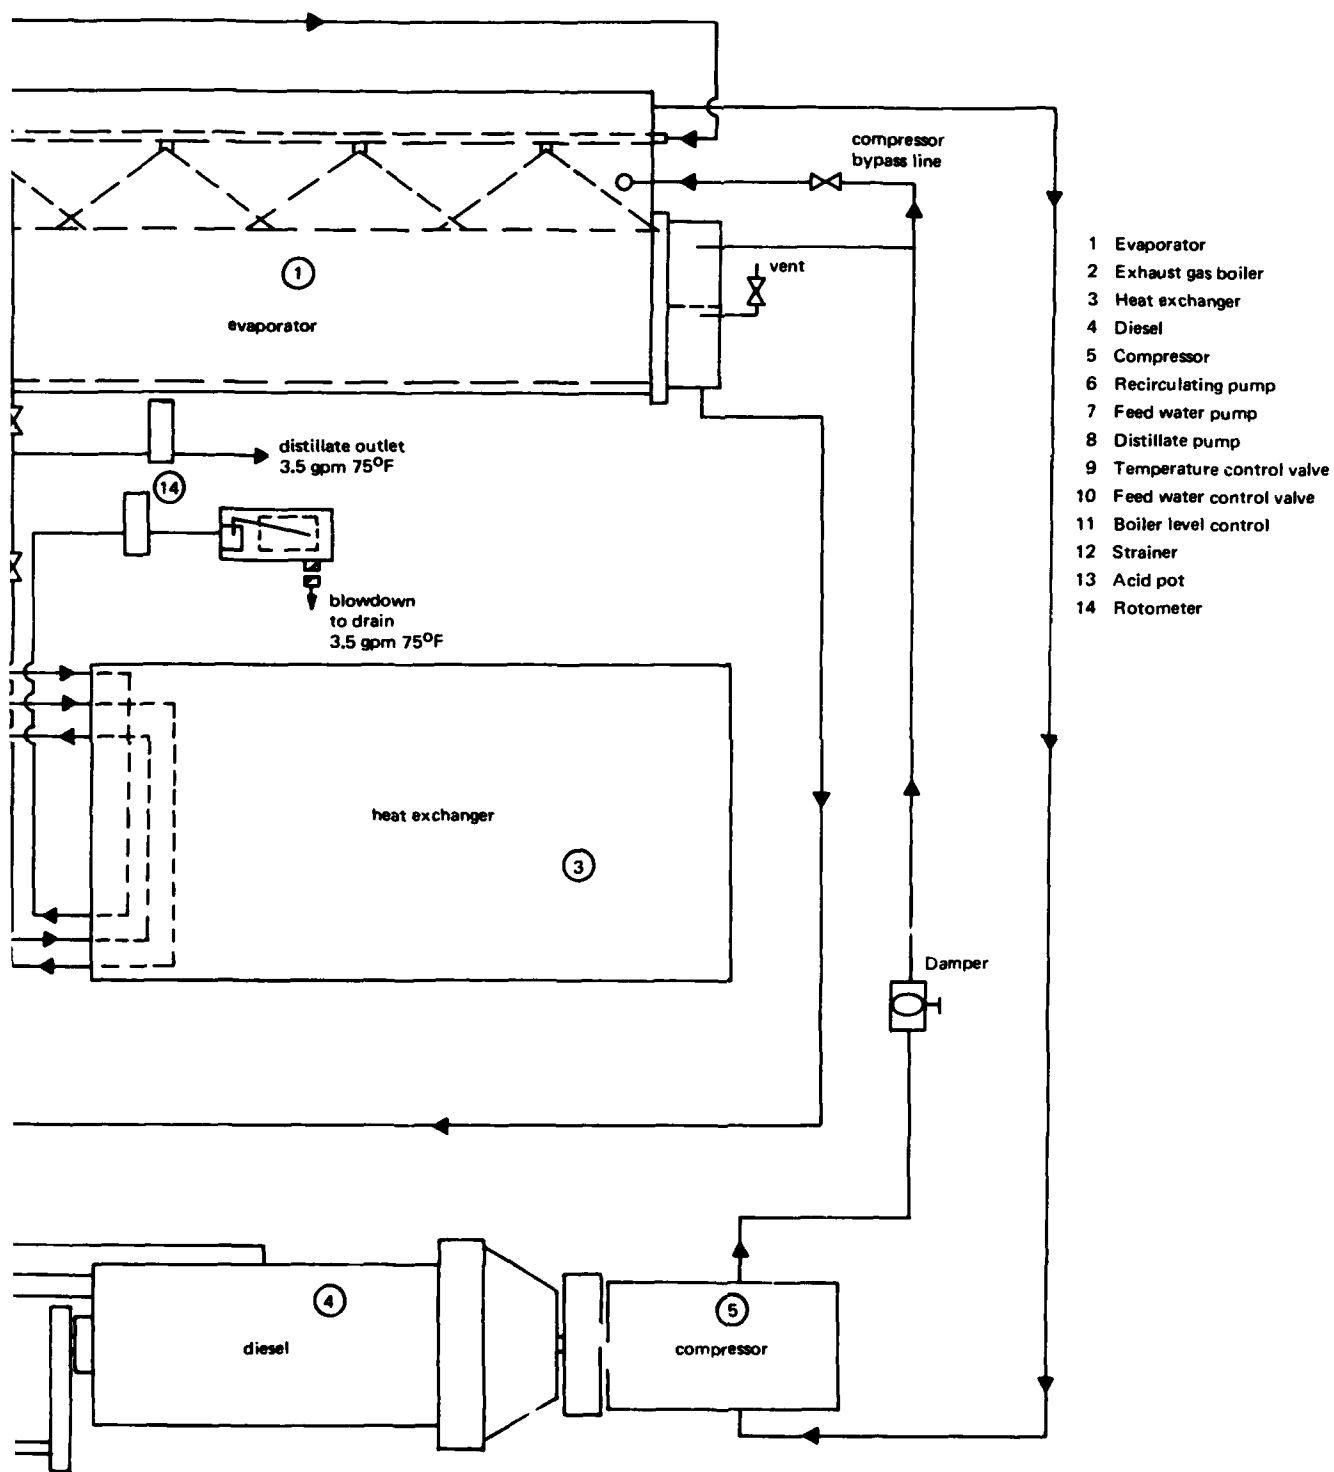 compressor
bypass line
1
vent
evaporator
distillate outlet
3.5 gpm 75°F
14
blowdown
to drain
3.5 gpm 75°F
heat exchanger
3
Damper
4
diesel
5
compressor
1 Evaporator
2 Exhaust gas boiler
3 Heat exchanger
4 Diesel
5 Compressor
6 Recirculating pump
7 Feed water pump
8 Distillate pump
9 Temperature control valve
10 Feed water control valve
11 Boiler level control
12 Strainer
13 Acid pot
14 Rotometer